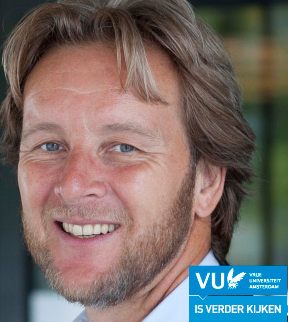 VU
VRIJE
UNIVERSITEIT
AMSTERDAM
IS VERDER KIJKEN